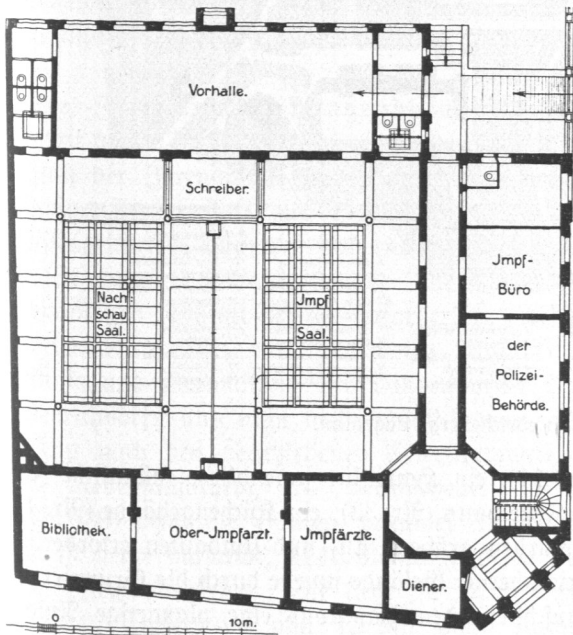 Vorhalle.
Schreiber.
Jmpf-
Büro
Nach-
schau
Saal.
Jmpf
Saal.
der
Polizei-
Behörde.
Bibliothek.
Ober-Jmpfarzt.
Jmpfärzte.
Diener.
0
10m.